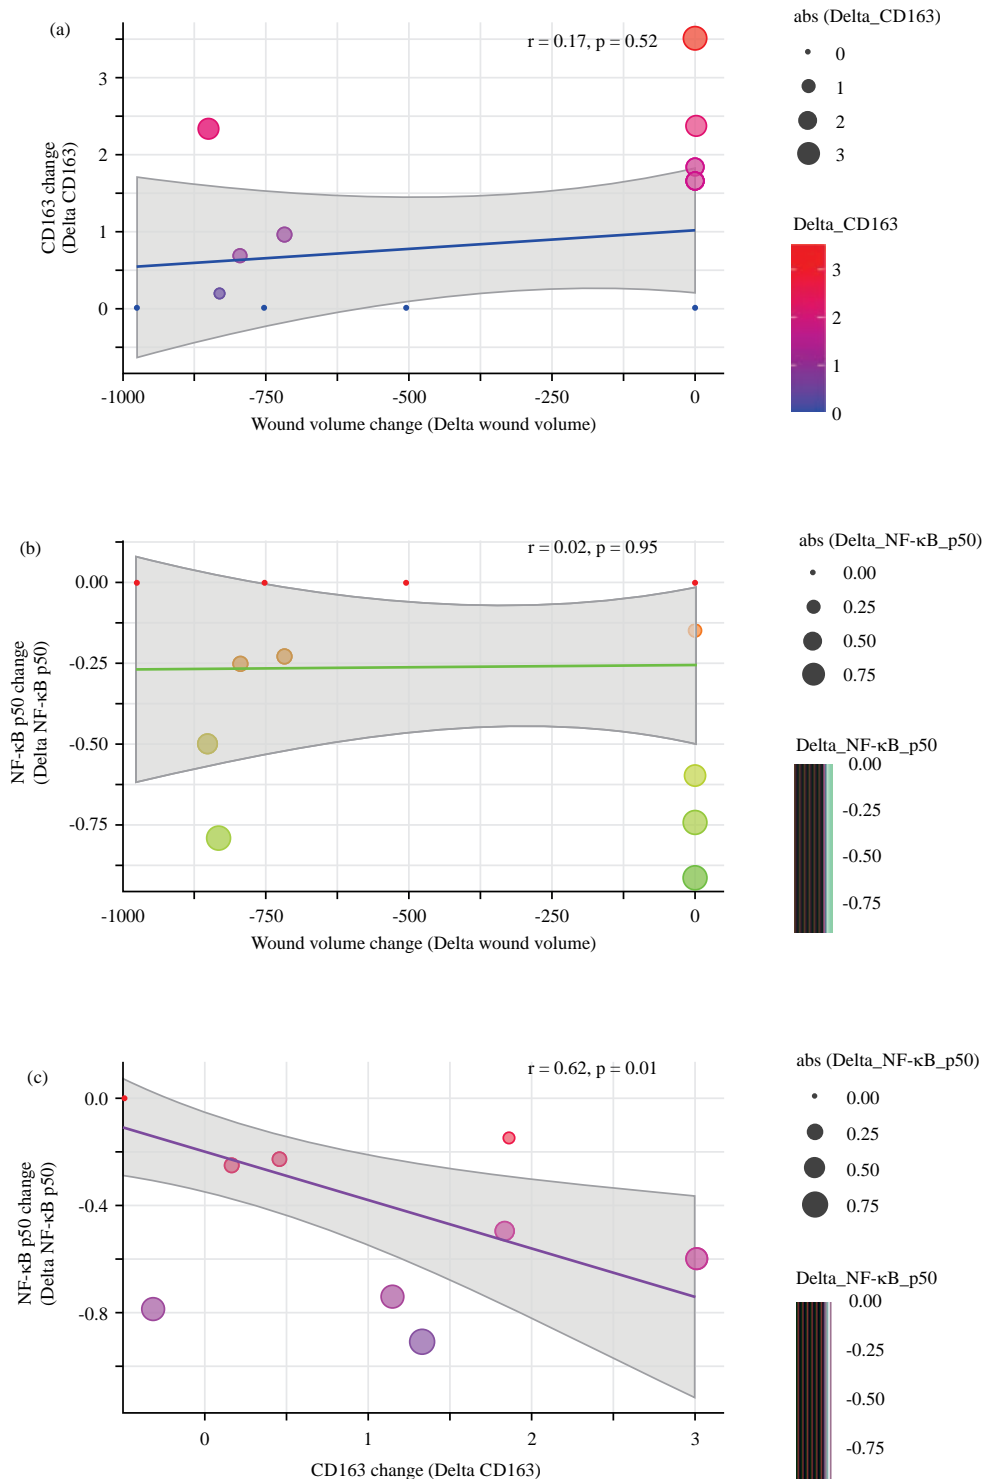 (a)
r = 0.17, p = 0.52
CD163 change
(Delta CD163)
3
2
1
0
-1000
-750
-500
-250
0
Wound volume change (Delta wound volume)
abs (Delta_CD163)
0
1
2
3
Delta_CD163
3
2
1
0
(b)
r = 0.02, p = 0.95
NF-κB p50 change
(Delta NF-κB p50)
0.00
-0.25
-0.50
-0.75
-1000
-750
-500
-250
0
Wound volume change (Delta wound volume)
abs (Delta_NF-κB_p50)
0.00
0.25
0.50
0.75
Delta_NF-κB_p50
0.00
-0.25
-0.50
-0.75
(c)
r = 0.62, p = 0.01
NF-κB p50 change
(Delta NF-κB p50)
0.0
-0.4
-0.8
0
1
2
3
CD163 change (Delta CD163)
abs (Delta_NF-κB_p50)
0.00
0.25
0.50
0.75
Delta_NF-κB_p50
0.00
-0.25
-0.50
-0.75